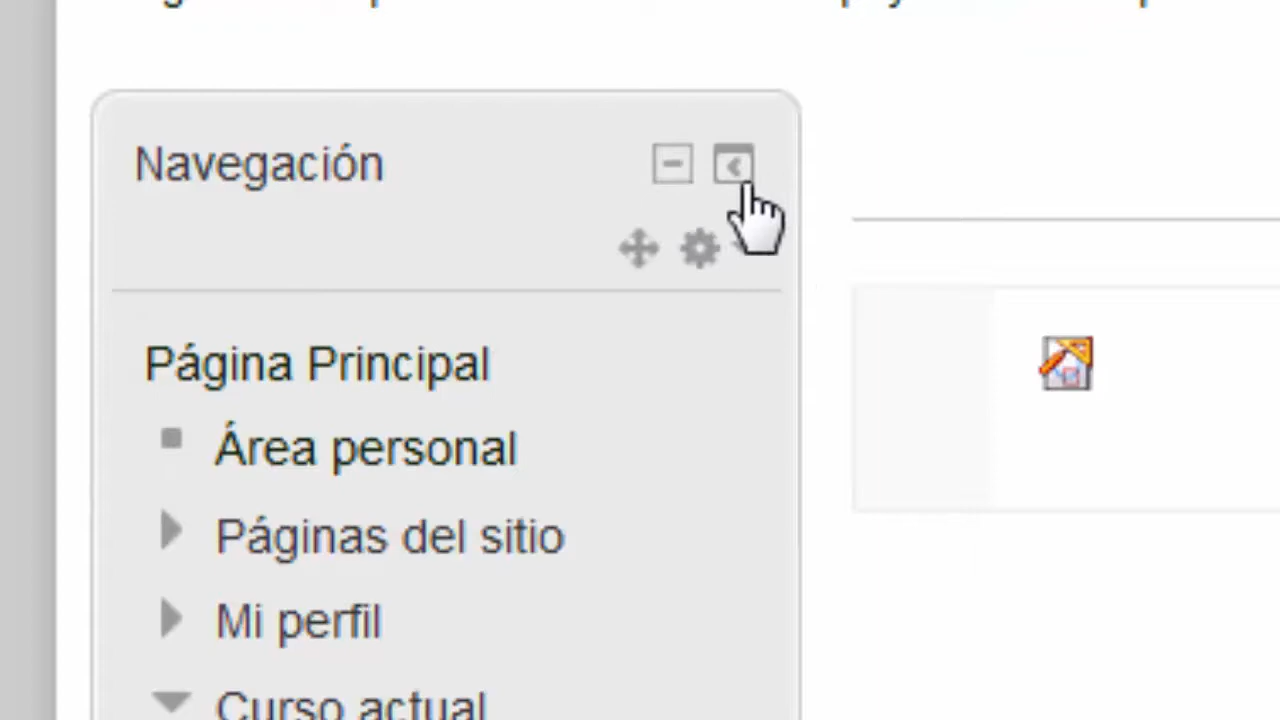 Navegación
Página Principal
Área personal
Páginas del sitio
Mi perfil
Curso actual